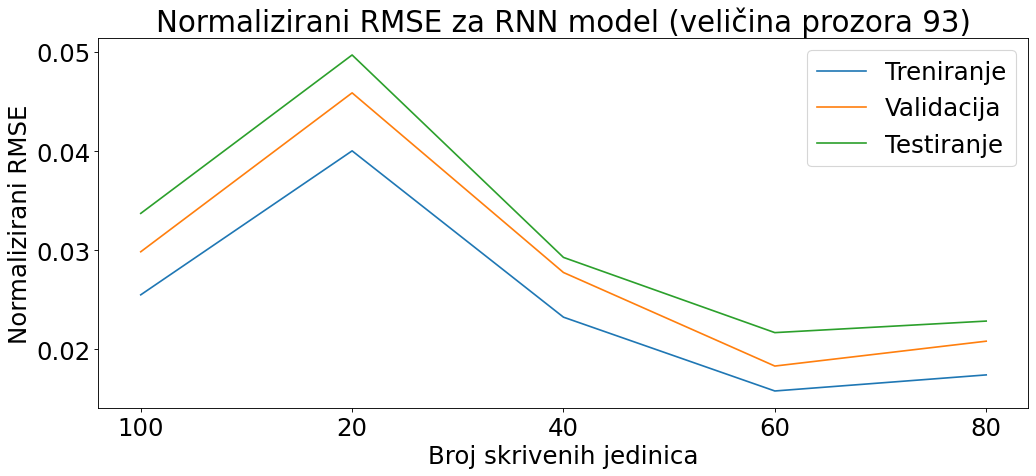 Normalizirani RMSE za RNN model (veličina prozora 93)
Normalizirani RMSE
0.05
0.04
0.03
0.02
Treniranje
Validacija
Testiranje
100 20 40 60 80
Broj skrivenih jedinica